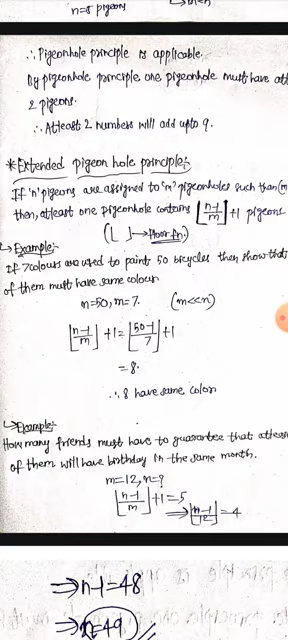 n=5 pigeons
∴ Pigeonhole principle is applicable.
By pigeonhole principle one pigeonhole must have atl
2 pigeons.
∴ Atleast 2 numbers will add upto 9.
*Extended pigeon hole principle:-
If 'n' pigeons are assigned to 'm' pigeonholes such than (m
then, atleast one pigeonhole contains ⌊n-1/m⌋+1 pigeons
(⌊ ⌋→floor fn)
↳ Example:-
If 7 colours are used to paint 50 bicycles then show that
of them must have same colour
n=50, m=7. (m<<n)
⌊n-1/m⌋ +1 = ⌊50-1/7⌋+1
= 8.
∴ 8 have same color
↳ Example:-
How many friends must have to guarantee that atleas
of them will have birthday in the same month.
m=12, n=?
⌊n-1/m⌋+1=5
⇒⌊n-1/12⌋=4
⇒n-1=48
⇒n=49